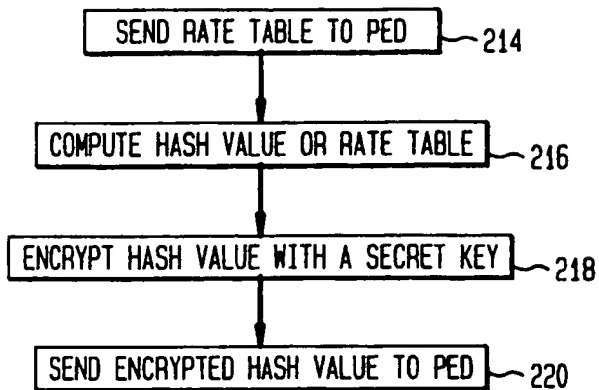 SEND RATE TABLE TO PED
214
COMPUTE HASH VALUE OR RATE TABLE
216
ENCRYPT HASH VALUE WITH A SECRET KEY
218
SEND ENCRYPTED HASH VALUE TO PED
220